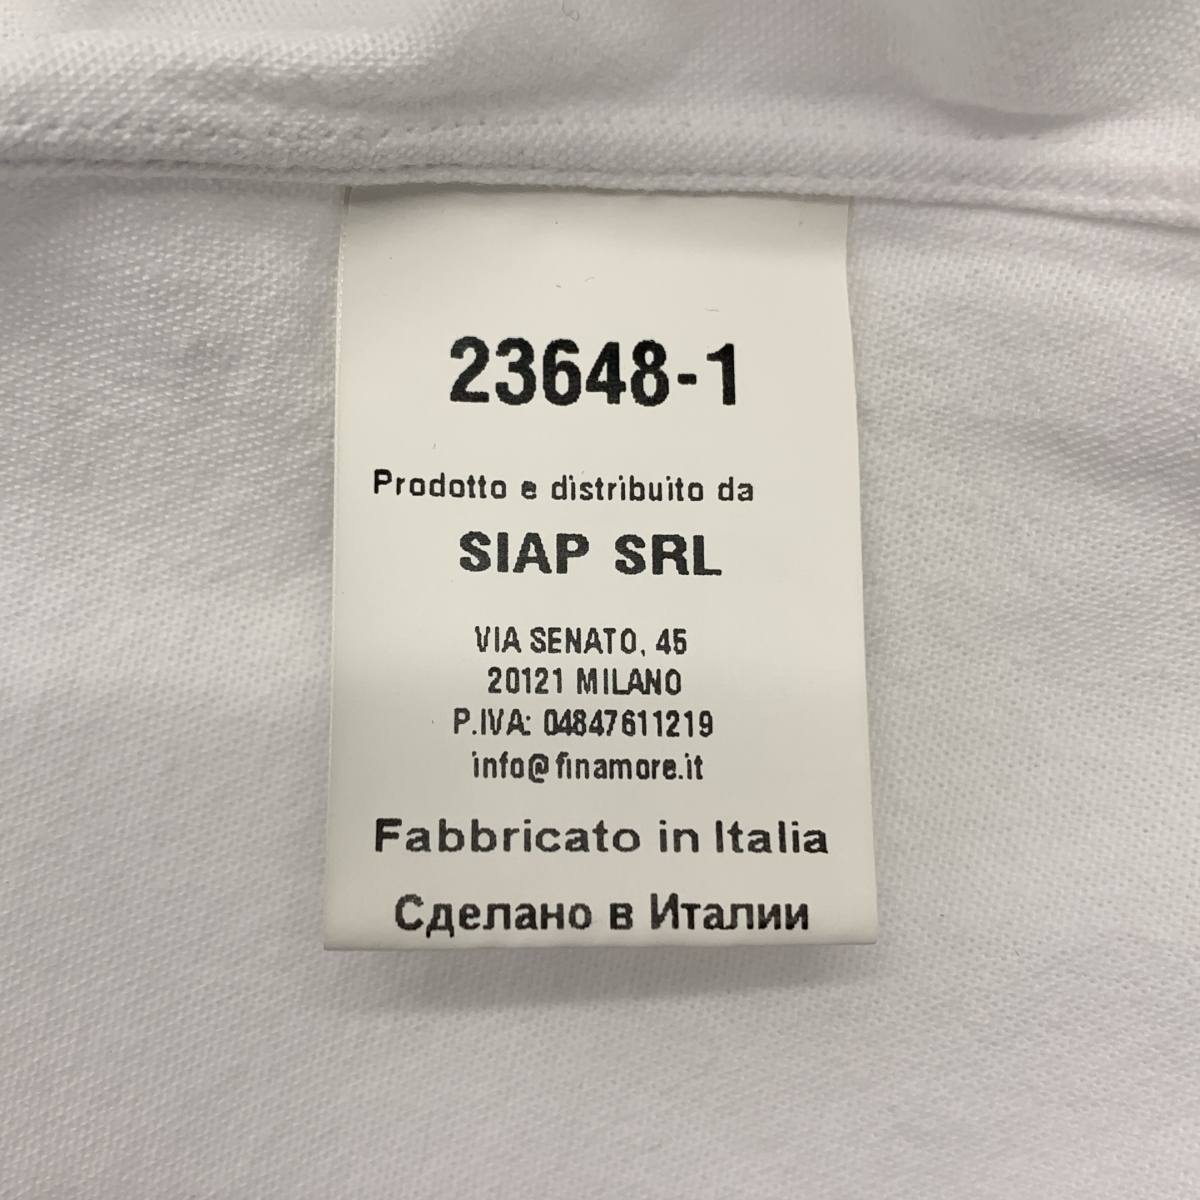 23648-1
Prodotto e distribuito da
SIAP SRL
VIA SENATO, 45
20121 MILANO
P.IVA: 04847611219
info@finamore.it
Fabbricato in Italia
Сделано в Италии